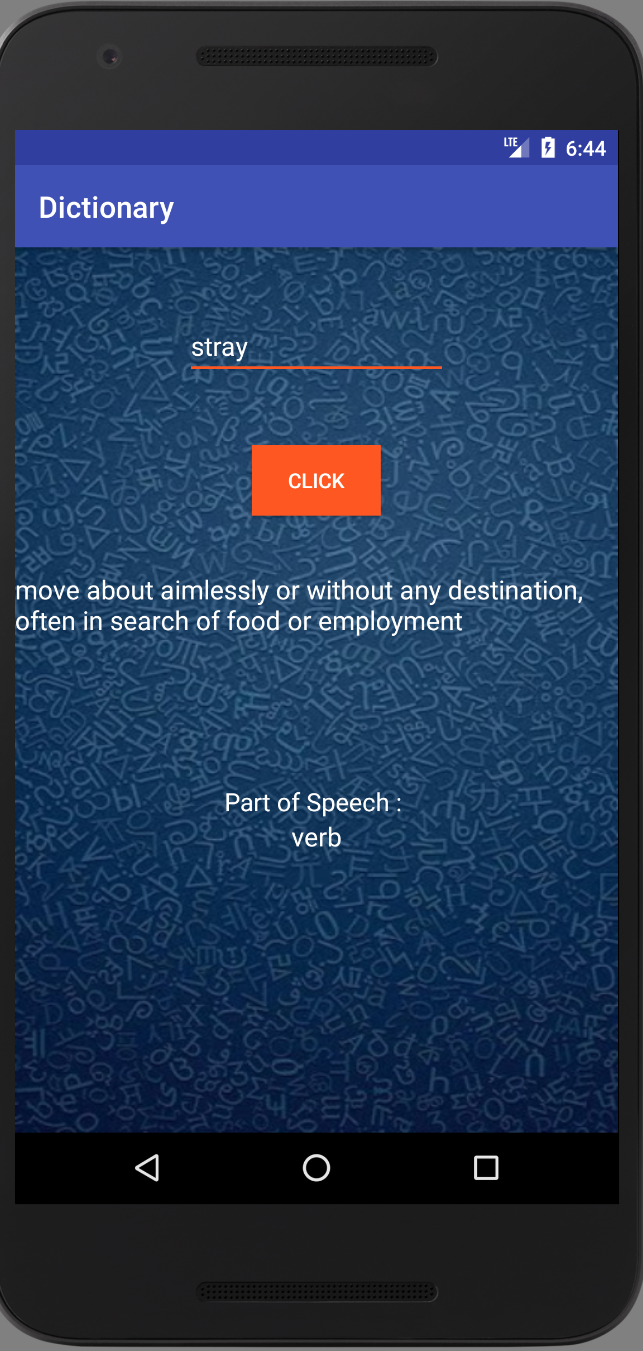 LTE 6:44
Dictionary
stray
CLICK
move about aimlessly or without any destination,
often in search of food or employment
Part of Speech :
verb